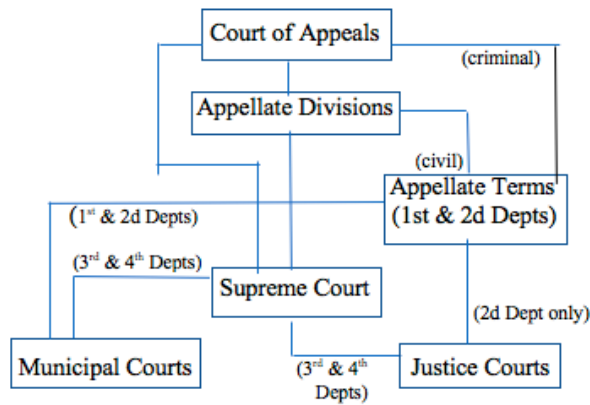 Court of Appeals
(criminal)
Appellate Divisions
(civil)
Appellate Terms
(1st & 2d Depts)
(1st & 2d Depts)
(3rd & 4th Depts)
Supreme Court
(2d Dept only)
Municipal Courts
(3rd & 4th
Depts)
Justice Courts